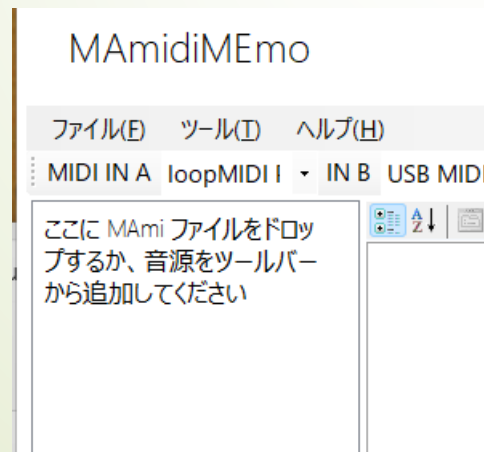 MAmidiMEmo
ファイル(F) ツール(T) ヘルプ(H)
MIDI IN A loopMIDI IN B USB MIDI
ここに MAmi ファイルをドロッ
プするか、音源をツールバー
から追加してください